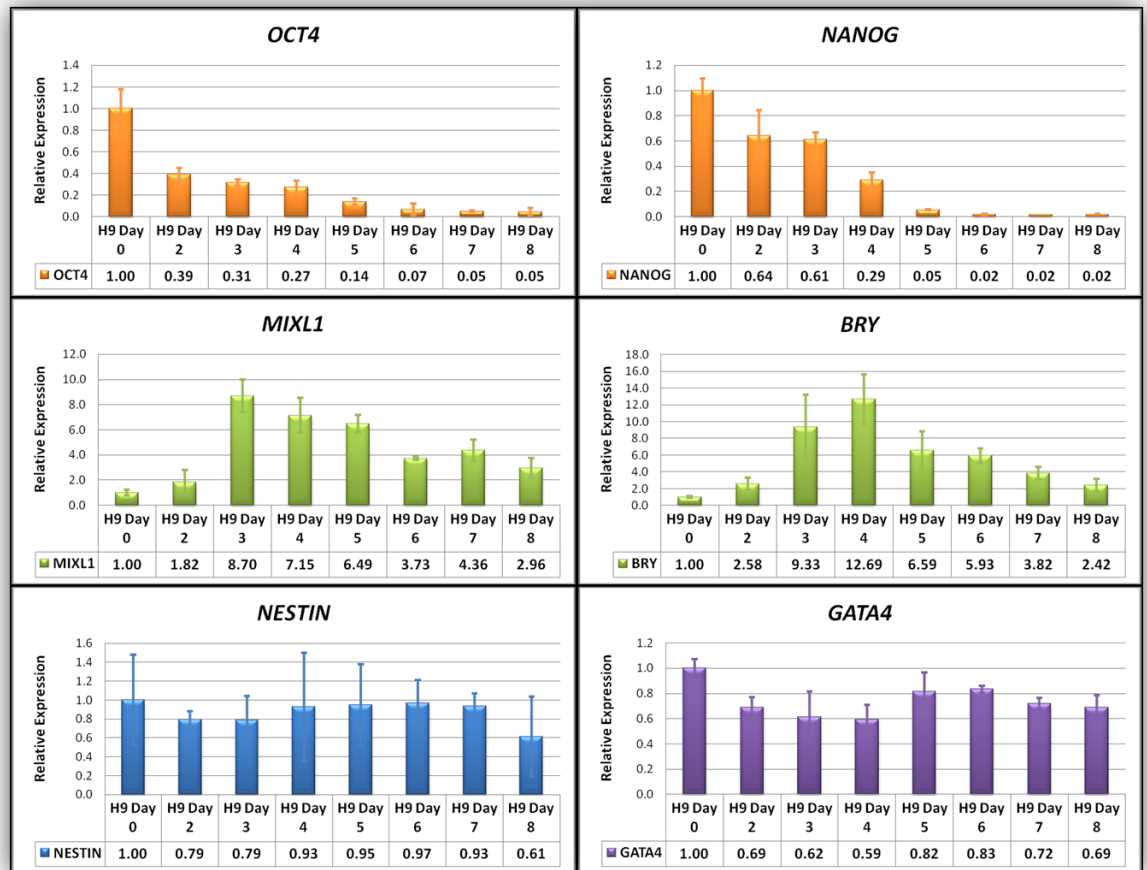 OCT4
Relative Expression
1.4
1.2
1.0
0.8
0.6
0.4
0.2
0.0
H9 Day H9 Day H9 Day H9 Day H9 Day H9 Day H9 Day H9 Day
0 2 3 4 5 6 7 8
OCT4 1.00 0.39 0.31 0.27 0.14 0.07 0.05 0.05
NANOG
Relative Expression
1.2
1.0
0.8
0.6
0.4
0.2
0.0
H9 Day H9 Day H9 Day H9 Day H9 Day H9 Day H9 Day H9 Day
0 2 3 4 5 6 7 8
NANOG 1.00 0.64 0.61 0.29 0.05 0.02 0.02 0.02
MIXL1
Relative Expression
12.0
10.0
8.0
6.0
4.0
2.0
0.0
H9 Day H9 Day H9 Day H9 Day H9 Day H9 Day H9 Day H9 Day
0 2 3 4 5 6 7 8
MIXL1 1.00 1.82 8.70 7.15 6.49 3.73 4.36 2.96
BRY
Relative Expression
18.0
16.0
14.0
12.0
10.0
8.0
6.0
4.0
2.0
0.0
H9 Day H9 Day H9 Day H9 Day H9 Day H9 Day H9 Day H9 Day
0 2 3 4 5 6 7 8
BRY 1.00 2.58 9.33 12.69 6.59 5.93 3.82 2.42
NESTIN
Relative Expression
1.6
1.4
1.2
1.0
0.8
0.6
0.4
0.2
0.0
H9 Day H9 Day H9 Day H9 Day H9 Day H9 Day H9 Day H9 Day
0 2 3 4 5 6 7 8
NESTIN 1.00 0.79 0.79 0.93 0.95 0.97 0.93 0.61
GATA4
Relative Expression
1.2
1.0
0.8
0.6
0.4
0.2
0.0
H9 Day H9 Day H9 Day H9 Day H9 Day H9 Day H9 Day H9 Day
0 2 3 4 5 6 7 8
GATA4 1.00 0.69 0.62 0.59 0.82 0.83 0.72 0.69